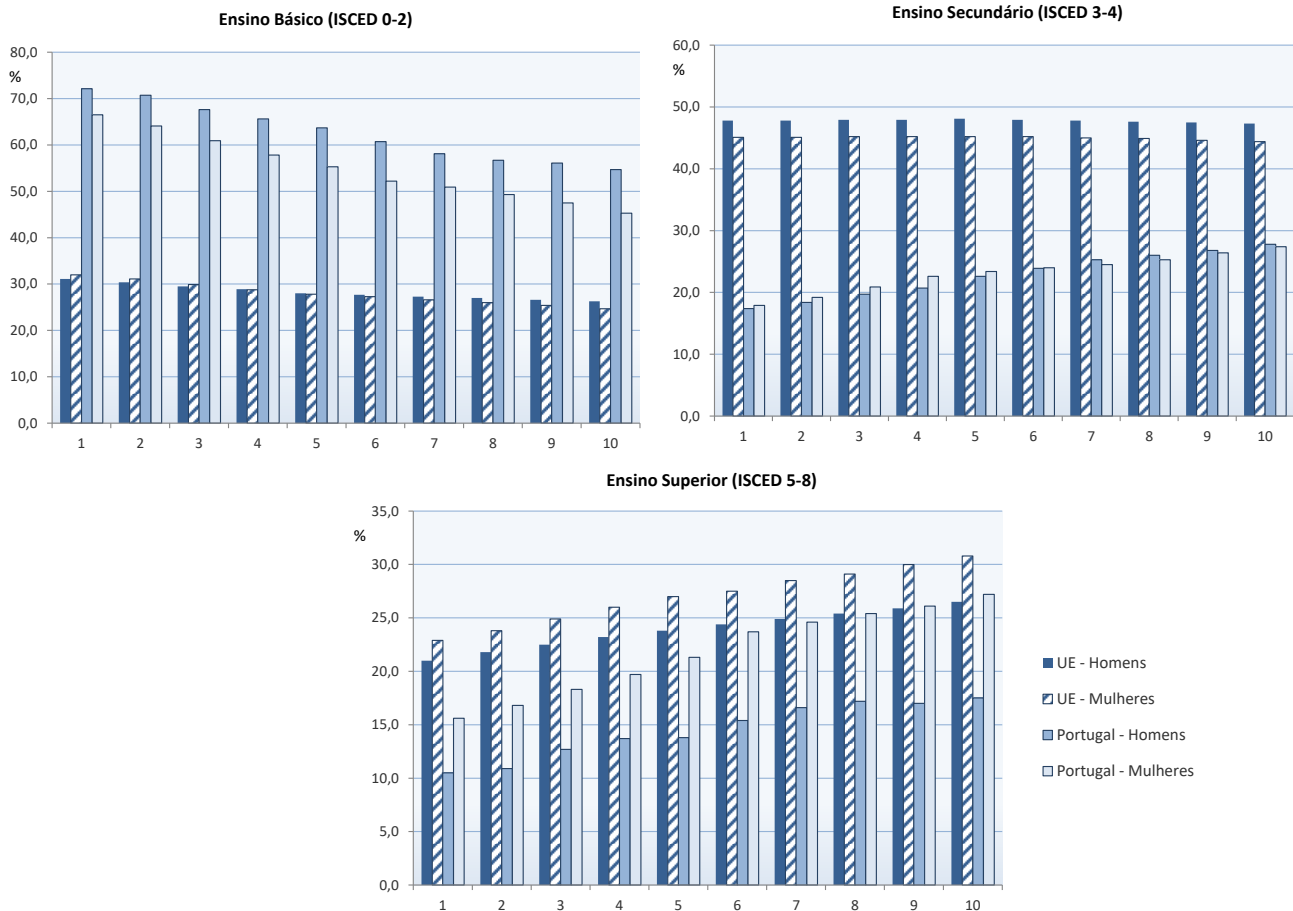 Ensino Básico (ISCED 0-2)
80,0
%
70,0
60,0
50,0
40,0
30,0
20,0
10,0
0,0
1 2 3 4 5 6 7 8 9 10
Ensino Secundário (ISCED 3-4)
60,0
%
50,0
40,0
30,0
20,0
10,0
0,0
1 2 3 4 5 6 7 8 9 10
Ensino Superior (ISCED 5-8)
35,0
%
30,0
25,0
20,0
15,0
10,0
5,0
0,0
1 2 3 4 5 6 7 8 9 10
UE - Homens
UE - Mulheres
Portugal - Homens
Portugal - Mulheres